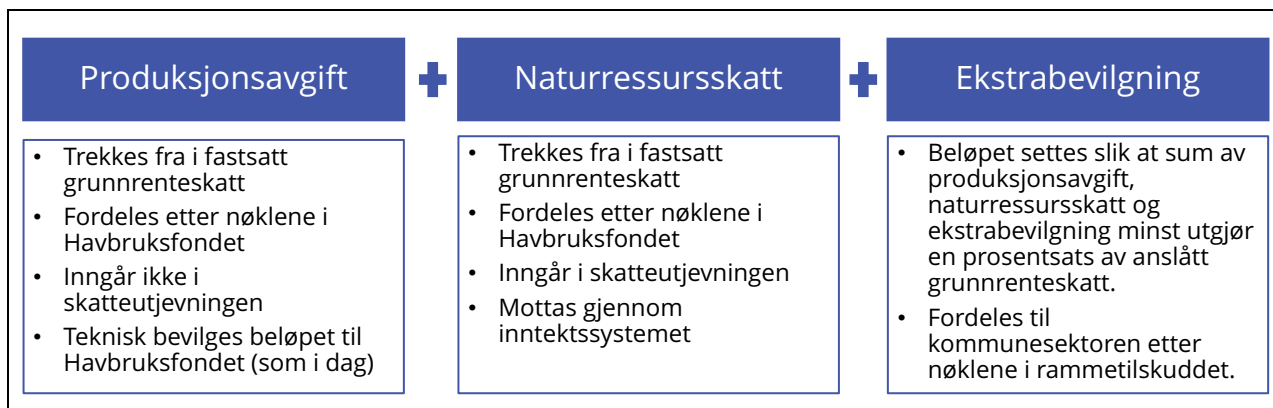 Produksjonsavgift
+
Naturressursskatt
+
Ekstrabevilgning
• Trekkes fra i fastsatt
grunnrenteskatt
• Fordeles etter nøklene i
Havbruksfondet
• Inngår ikke i
skatteutjevningen
• Teknisk bevilges beløpet til
Havbruksfondet (som i dag)
• Trekkes fra i fastsatt
grunnrenteskatt
• Fordeles etter nøklene i
Havbruksfondet
• Inngår i skatteutjevningen
• Mottas gjennom
inntektssystemet
• Beløpet settes slik at sum av
produksjonsavgift,
naturressursskatt og
ekstrabevilgning minst utgjør
en prosentsats av anslått
grunnrenteskatt.
• Fordeles til
kommunesektoren etter
nøklene i rammetilskuddet.